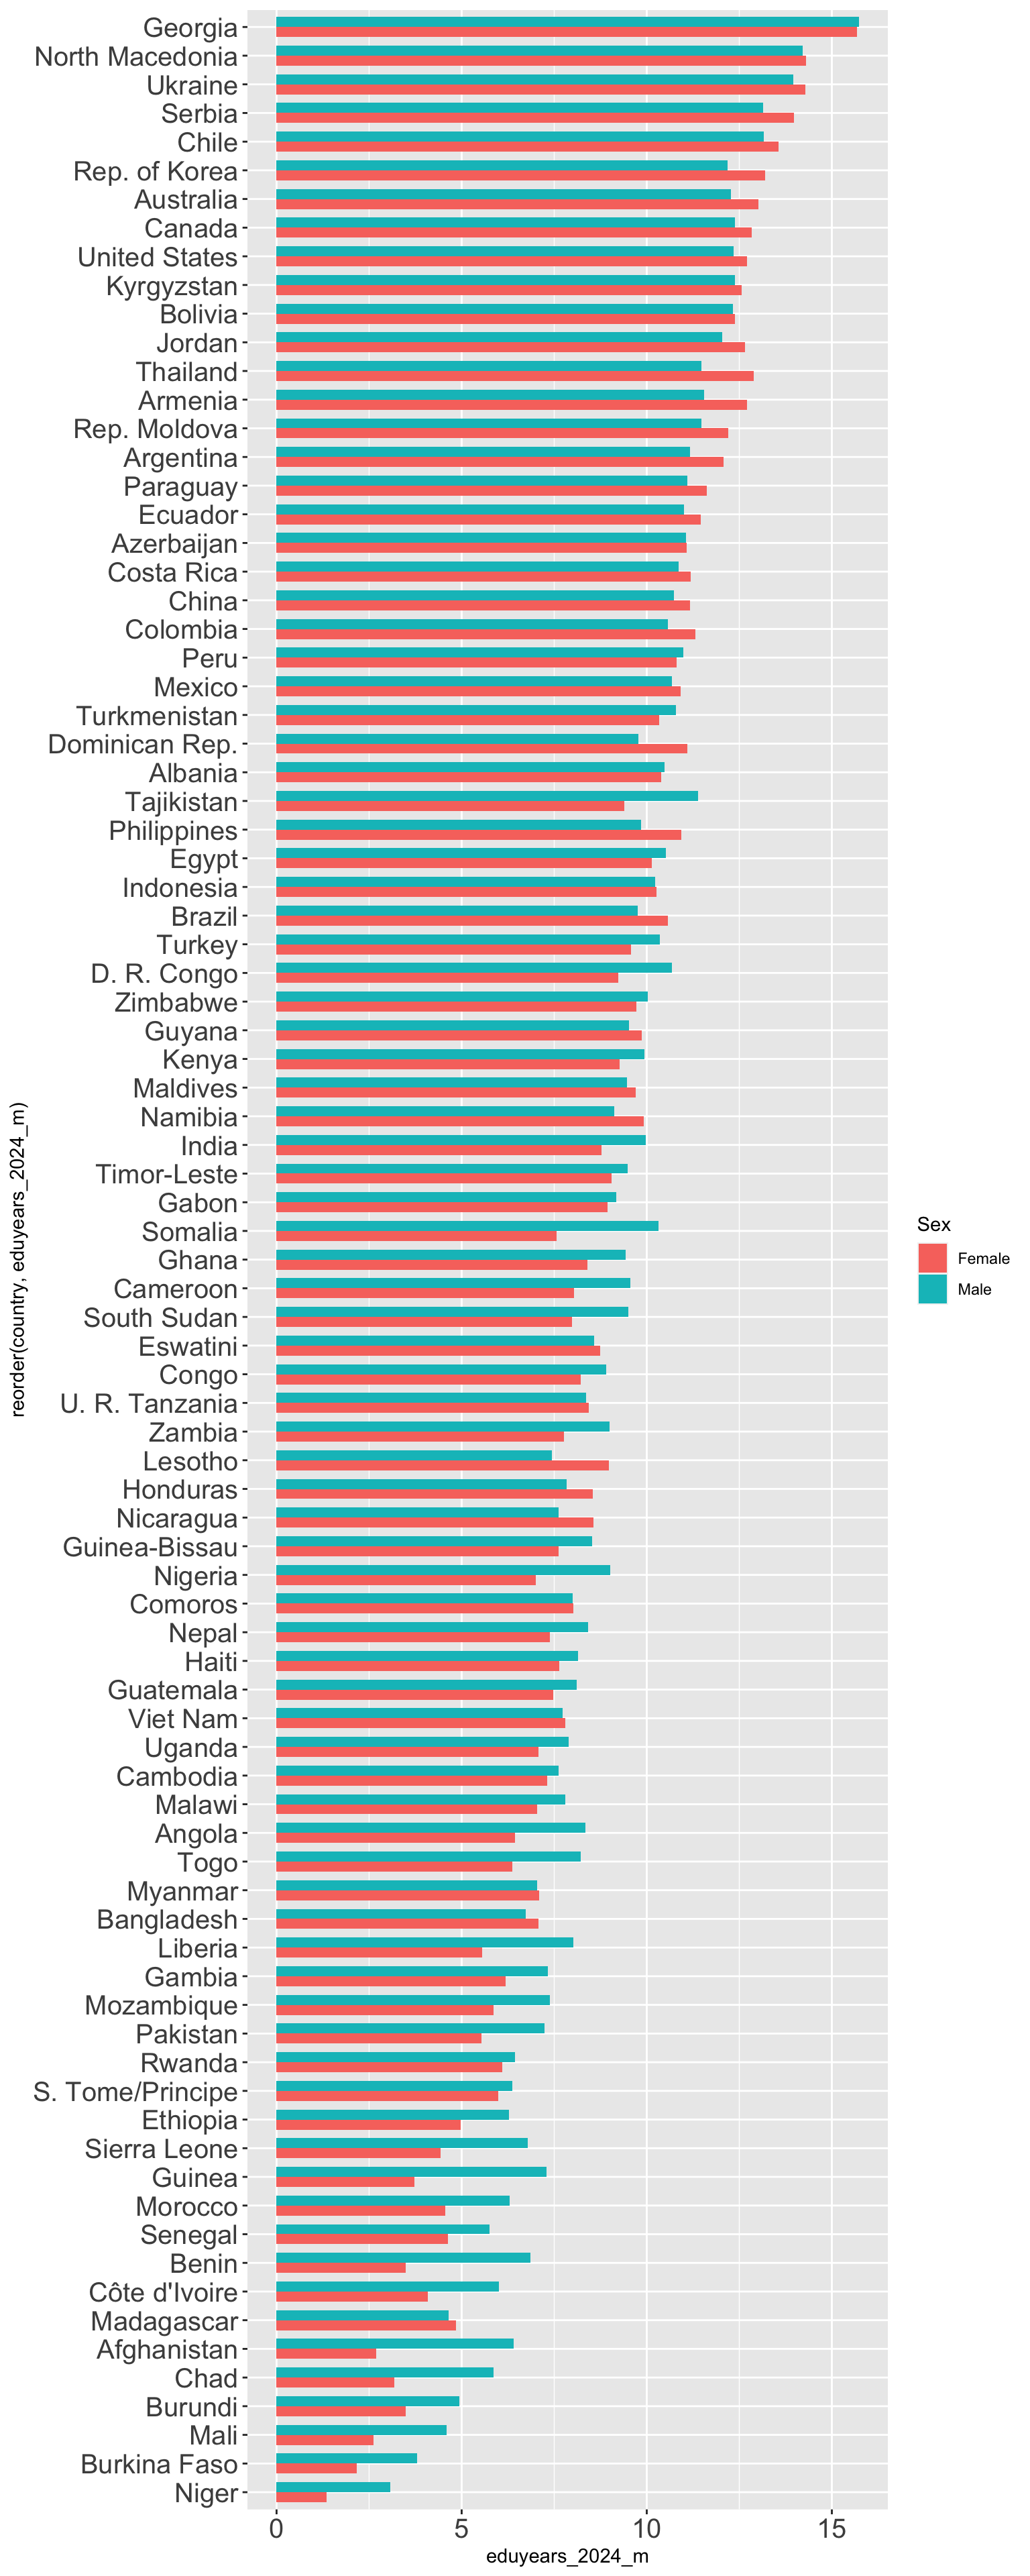 Georgia
North Macedonia
Ukraine
Serbia
Chile
Rep. of Korea
Australia
Canada
United States
Kyrgyzstan
Bolivia
Jordan
Thailand
Armenia
Rep. Moldova
Argentina
Paraguay
Ecuador
Azerbaijan
Costa Rica
China
Colombia
Peru
Mexico
Turkmenistan
Dominican Rep.
Albania
Tajikistan
Philippines
Egypt
Indonesia
Brazil
Turkey
D. R. Congo
Zimbabwe
Guyana
Kenya
Maldives
Namibia
India
Timor-Leste
Gabon
Somalia
Ghana
Cameroon
South Sudan
Eswatini
Congo
U. R. Tanzania
Zambia
Lesotho
Honduras
Nicaragua
Guinea-Bissau
Nigeria
Comoros
Nepal
Haiti
Guatemala
Viet Nam
Uganda
Cambodia
Malawi
Angola
Togo
Myanmar
Bangladesh
Liberia
Gambia
Mozambique
Pakistan
Rwanda
S. Tome/Principe
Ethiopia
Sierra Leone
Guinea
Morocco
Senegal
Benin
Côte d'Ivoire
Madagascar
Afghanistan
Chad
Burundi
Mali
Burkina Faso
Niger
0 5 10 15
eduyears_2024_m
reorder(country, eduyears_2024_m)
Sex
Female
Male